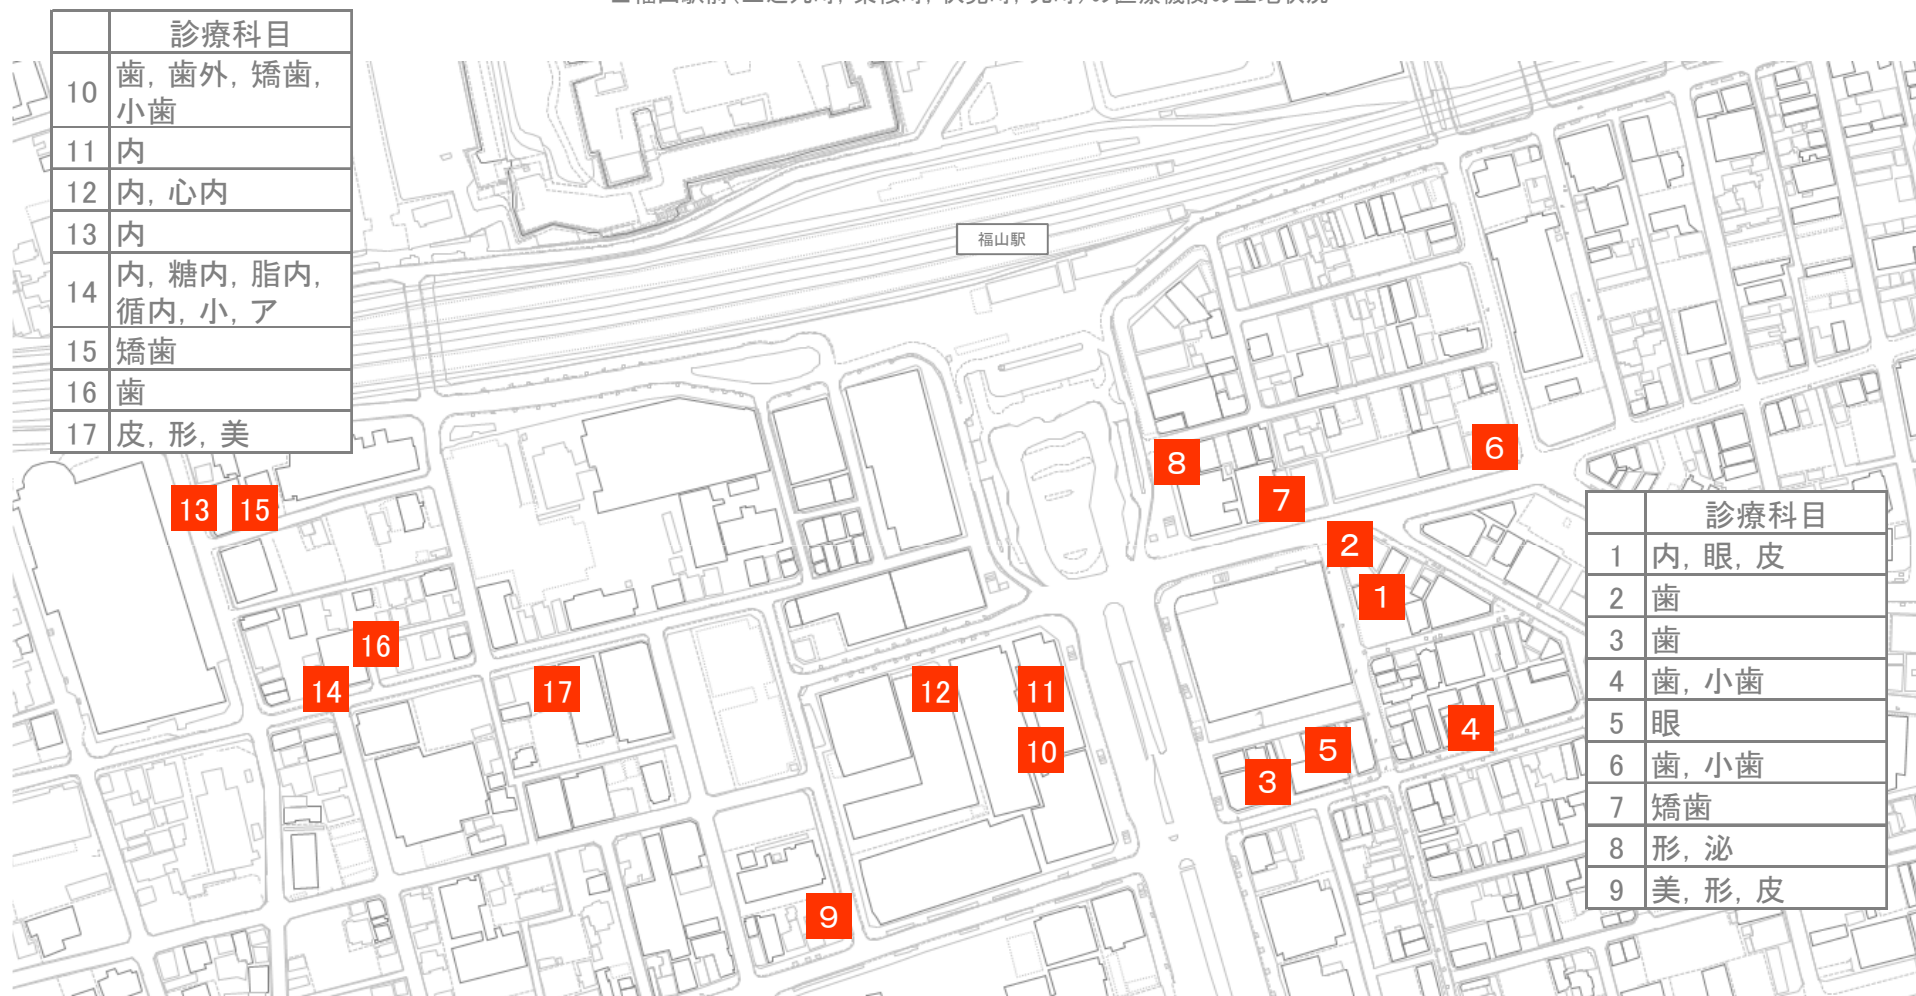 診療科目
10 歯, 歯外, 矯歯,
小歯
11 内
12 内, 心内
13 内
14 内, 糖内, 脂内,
循内, 小, ア
15 矯歯
16 歯
17 皮, 形, 美
福山駅
8
6
7
13
15
2
1
16
14
17
12
11
10
5
4
3
9
診療科目
1 内, 眼, 皮
2 歯
3 歯
4 歯, 小歯
5 眼
6 歯, 小歯
7 矯歯
8 形, 泌
9 美, 形, 皮